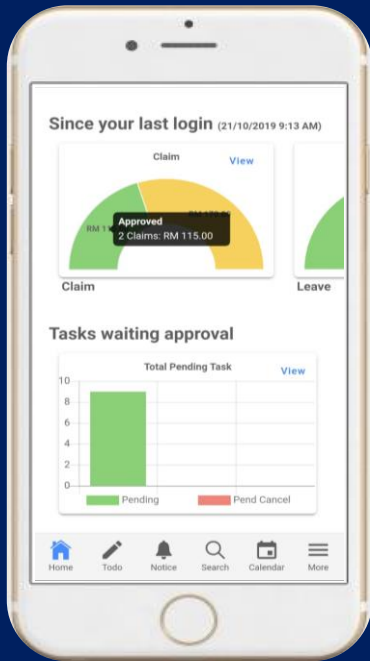 Since your last login (21/10/2019 9:13 AM)
Claim
View
Approved
2 Claims: RM 115.00
RM
Claim
Leave
Tasks waiting approval
Total Pending Task
View
10
8
6
4
2
0
Pending
Pend Cancel
Home
Todo
Notice
Search
Calendar
More